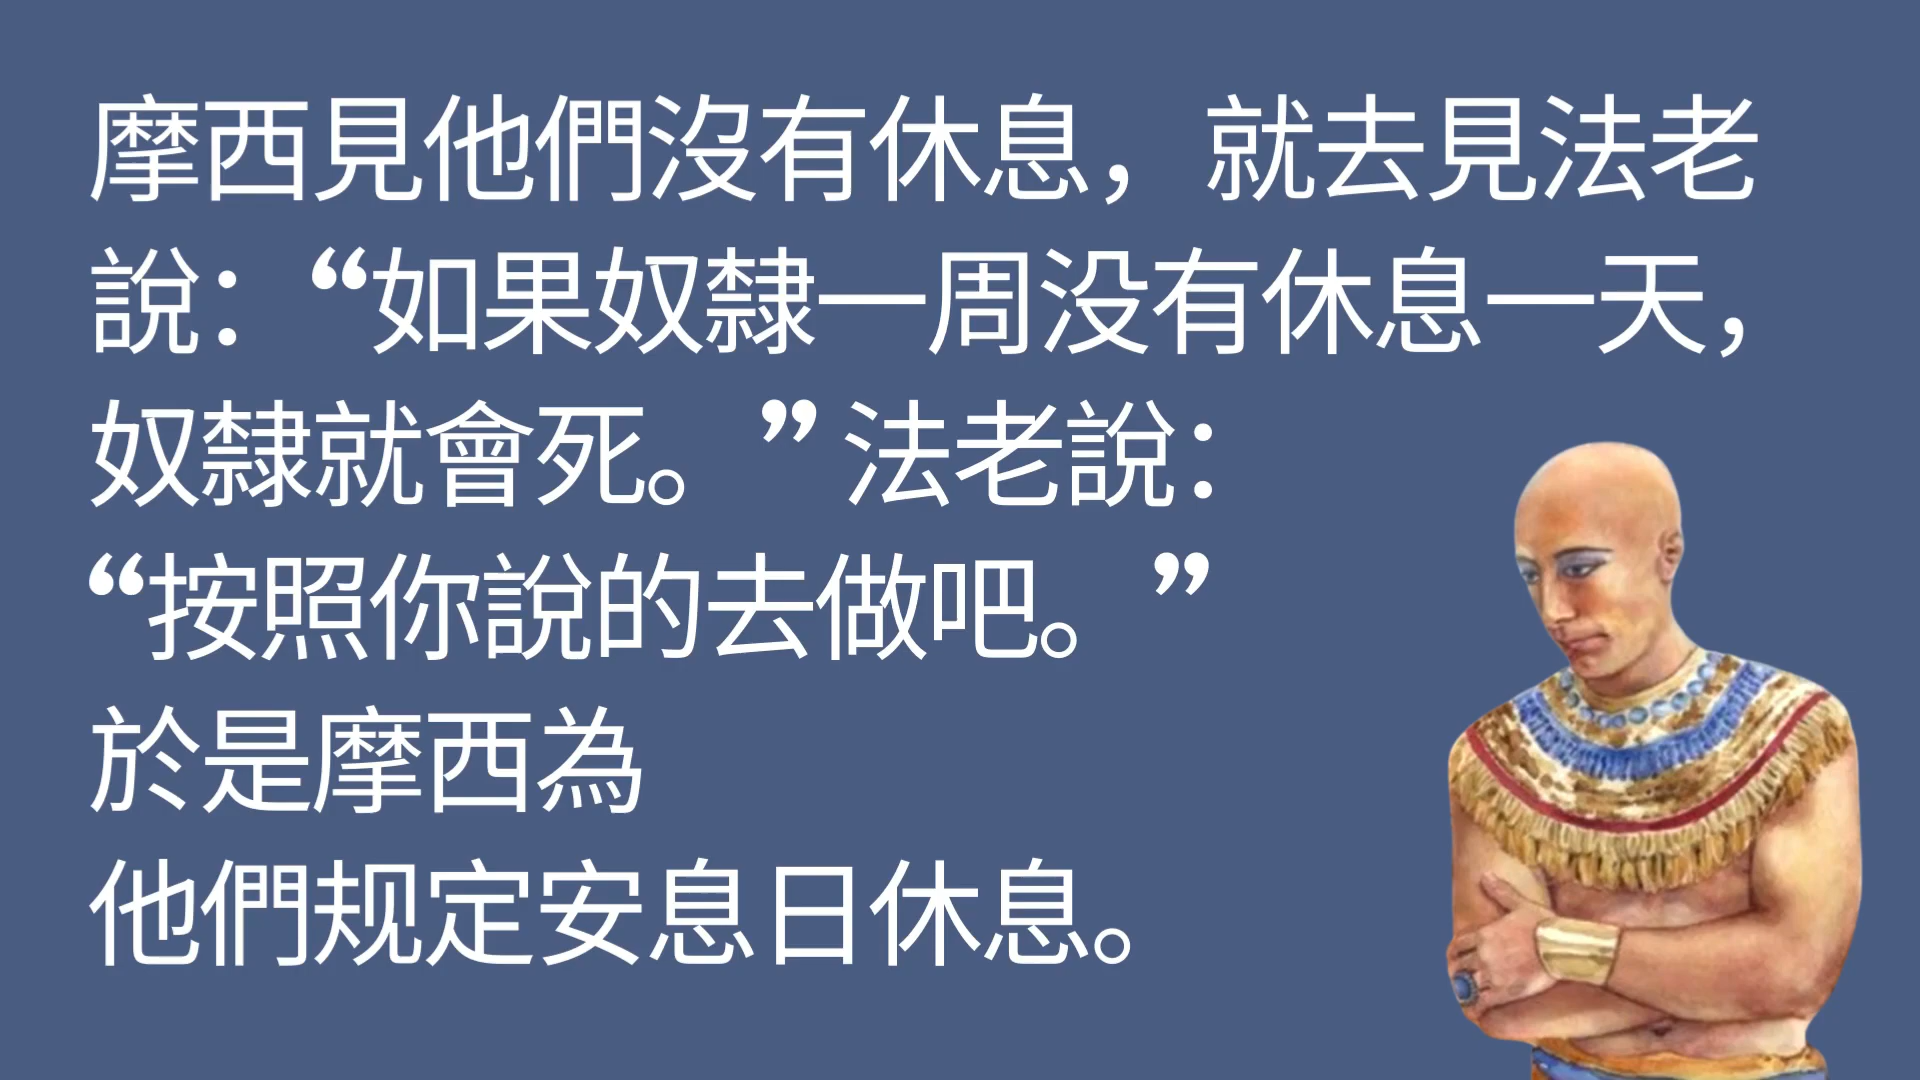 摩西見他們沒有休息，就去見法老
說：“如果奴隸一周没有休息一天，
奴隸就會死。”法老說：
“按照你說的去做吧。”
於是摩西為
他們规定安息日休息。